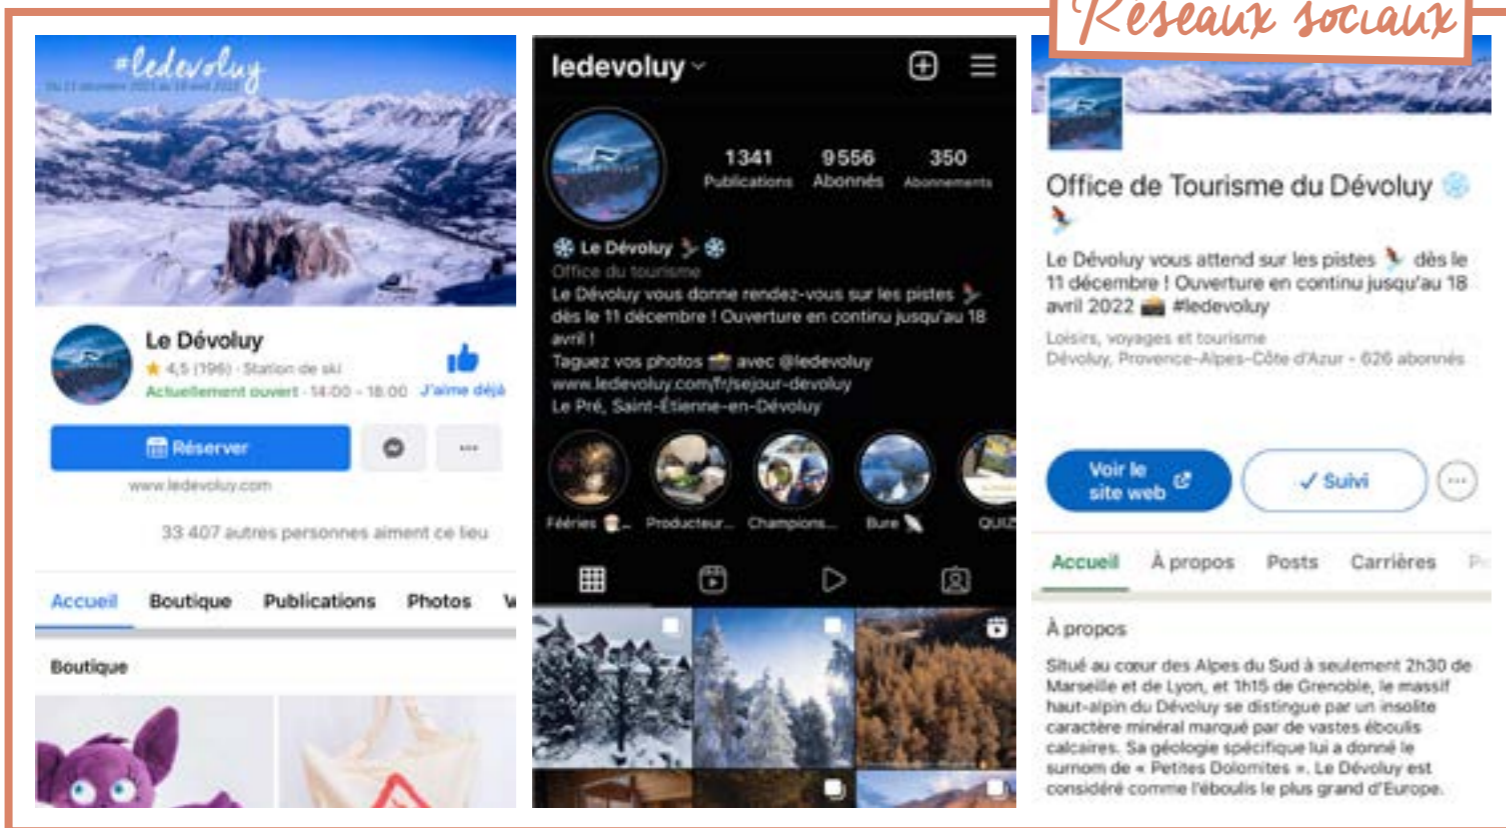 Réseaux sociaux
#ledevoluy
Le Dévoluy
4,5 (196) · Station de ski
Actuellement ouvert · 14:00 – 18:00
J'aime déjà
Réserver
www.ledevoluy.com
33 407 autres personnes aiment ce lieu
Accueil Boutique Publications Photos
Boutique
ledevoluy
1341 9556 350
Publications Abonnés Abonnements
Le Dévoluy
Office du tourisme
Le Dévoluy vous donne rendez-vous sur les pistes
dès le 11 décembre ! Ouverture en continu jusqu'au 18
avril !
Taguez vos photos avec @ledevoluy
www.ledevoluy.com/fr/sejour-devoluy
Le Pré, Saint-Étienne-en-Dévoluy
Fééries ... Producteur... Champions... Bure QUIZ
Office de Tourisme du Dévoluy
Le Dévoluy vous attend sur les pistes dès le
11 décembre ! Ouverture en continu jusqu'au 18
avril 2022 #ledevoluy
Loisirs, voyages et tourisme
Dévoluy, Provence-Alpes-Côte d'Azur - 626 abonnés
Voir le
site web
✓ Suivi
Accueil À propos Posts Carrières
À propos
Situé au cœur des Alpes du Sud à seulement 2h30 de
Marseille et de Lyon, et 1h15 de Grenoble, le massif
haut-alpin du Dévoluy se distingue par un insolite
caractère minéral marqué par de vastes éboulis
calcaires. Sa géologie spécifique lui a donné le
surnom de « Petites Dolomites ». Le Dévoluy est
considéré comme l'éboulis le plus grand d'Europe.